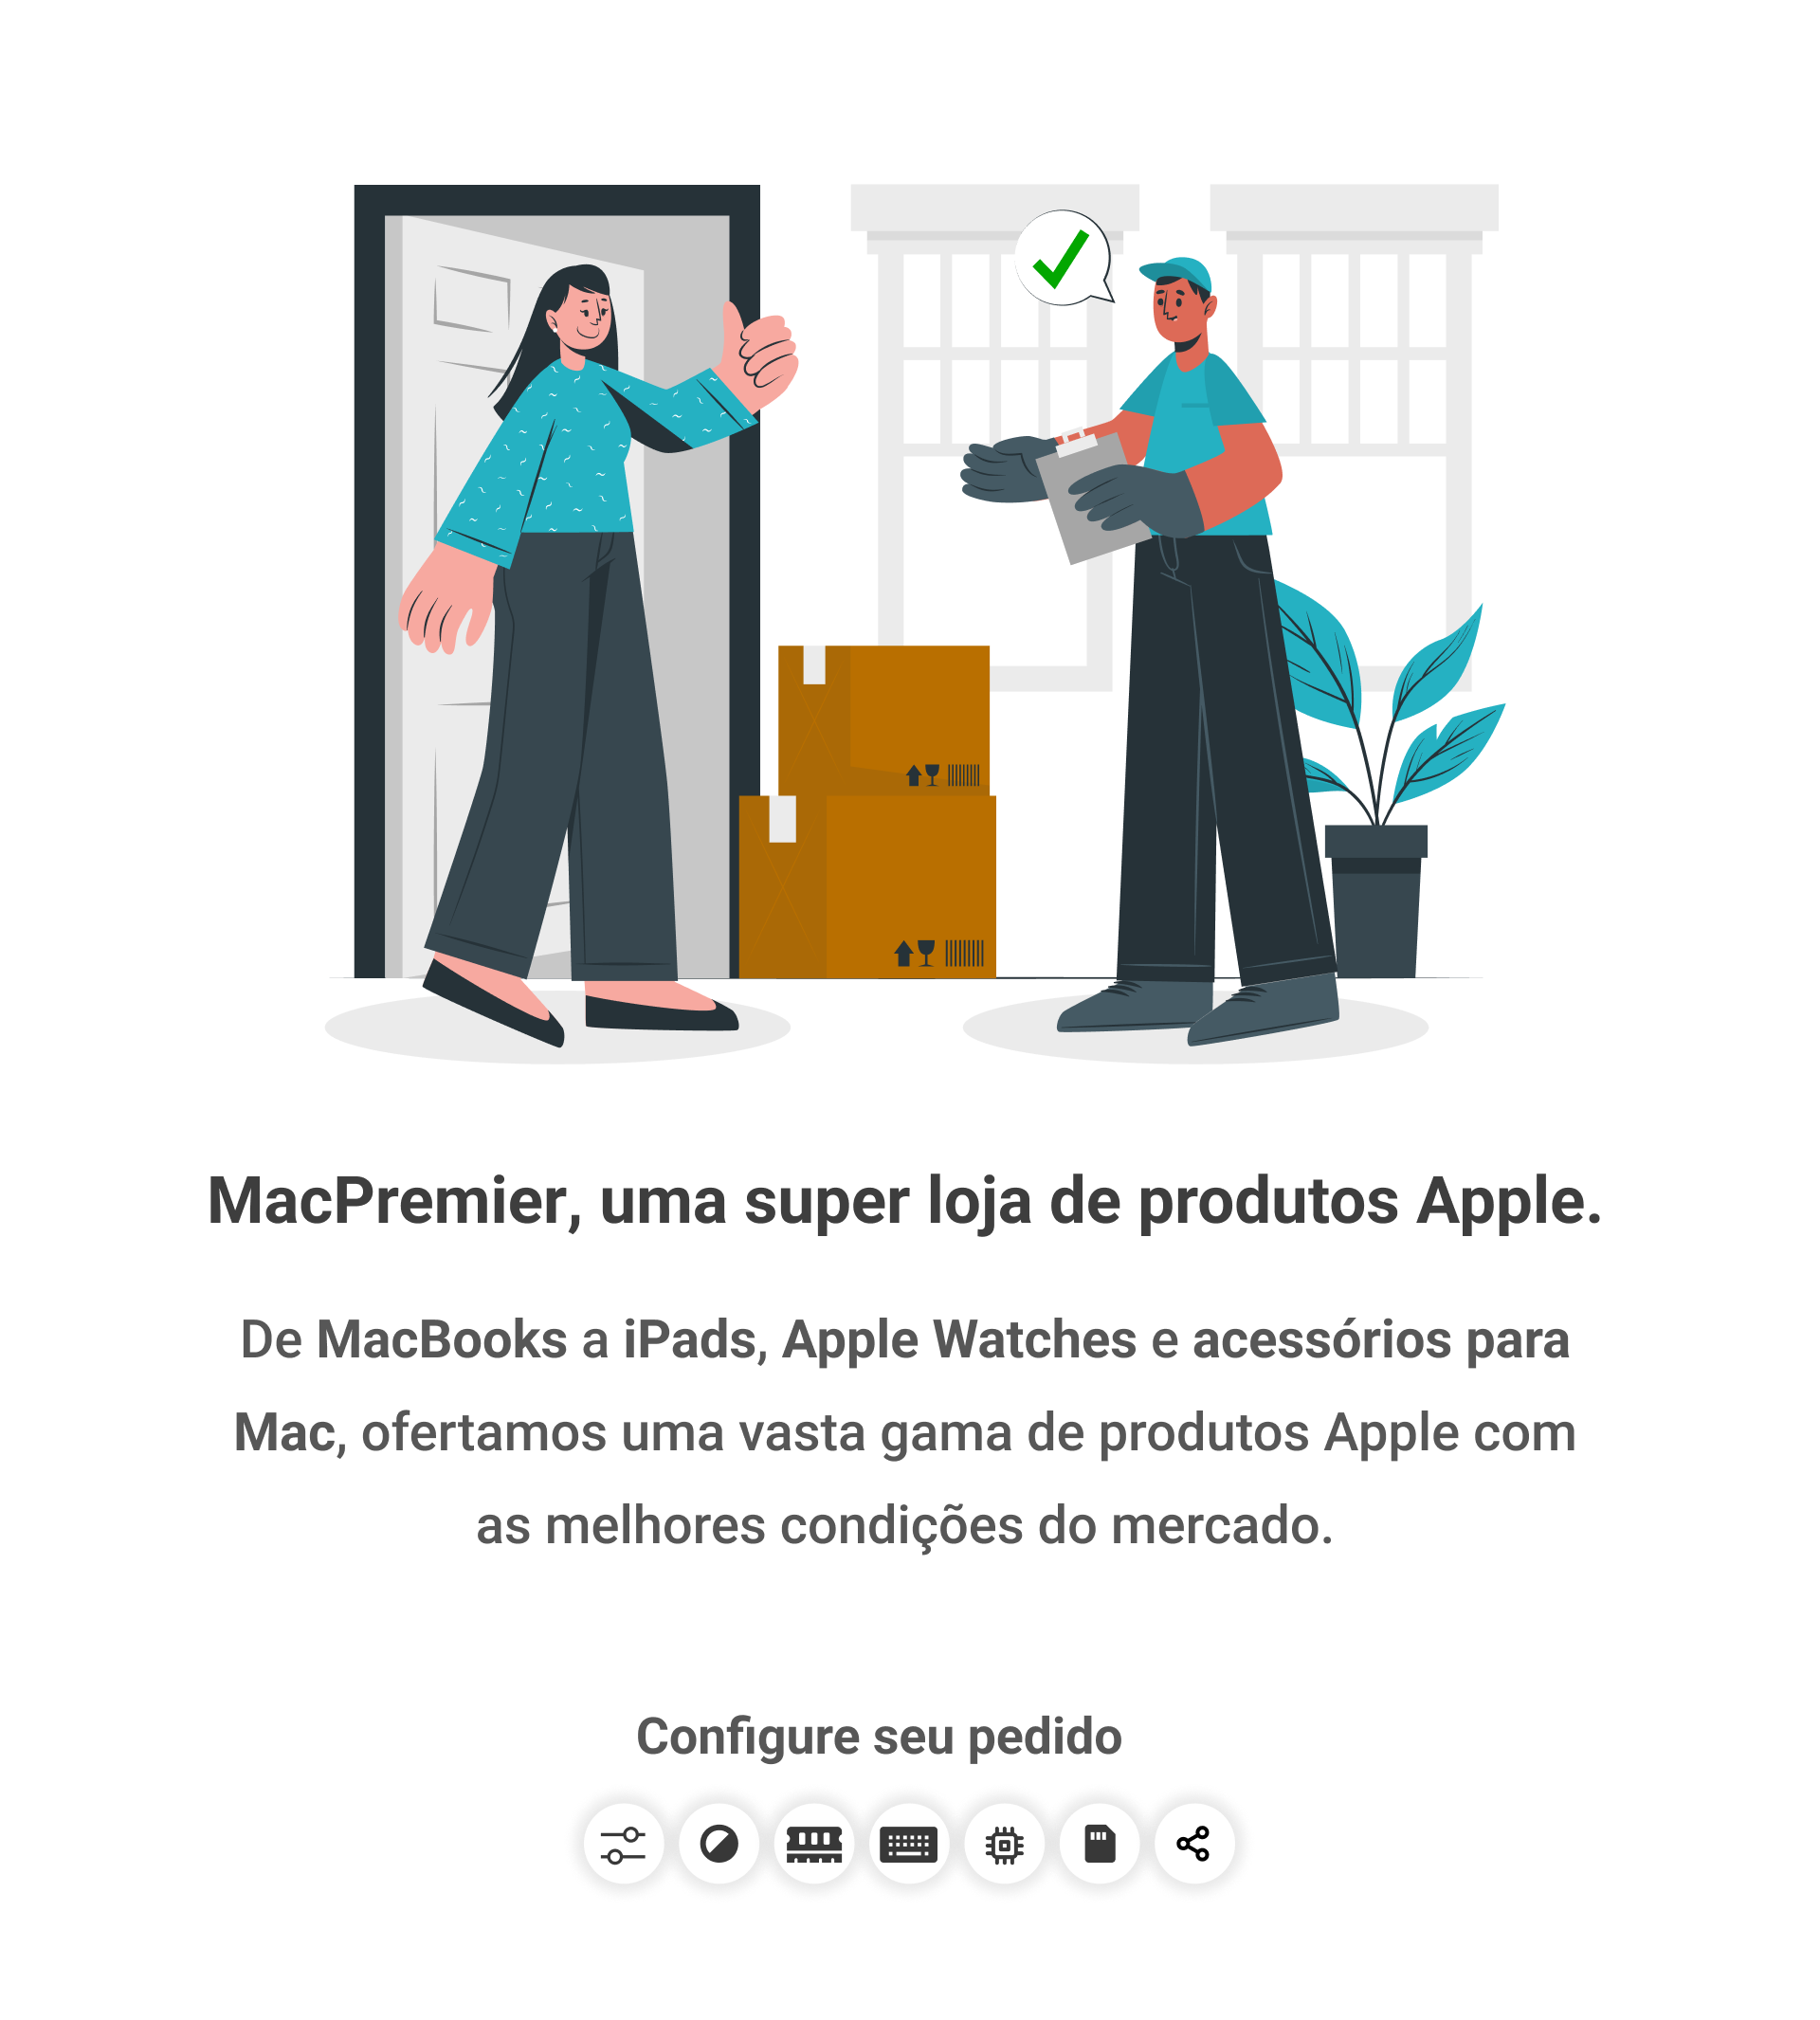 MacPremier, uma super loja de produtos Apple.
De MacBooks a iPads, Apple Watches e acessórios para
Mac, ofertamos uma vasta gama de produtos Apple com
as melhores condições do mercado.
Configure seu pedido